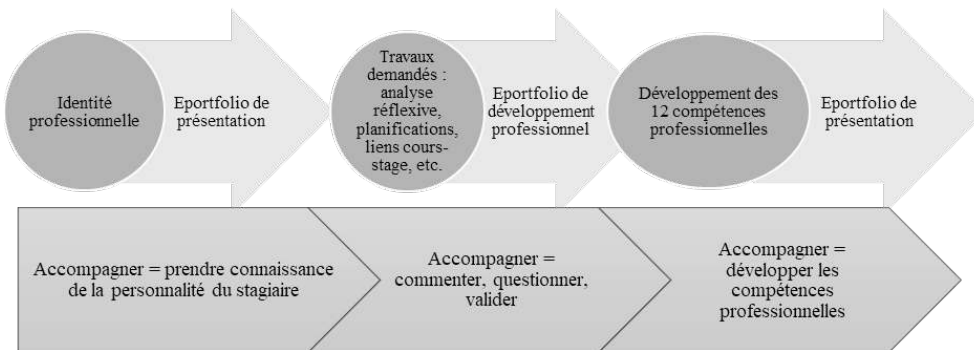 Identité
professionnelle
Eportfolio de
présentation
Travaux
demandés :
analyse
réflexive,
planifications,
liens cours-
stage, etc.
Eportfolio de
développement
professionnel
Développement des
12 compétences
professionnelles
Eportfolio de
présentation
Accompagner = prendre connaissance
de la personnalité du stagiaire
Accompagner =
commenter, questionner,
valider
Accompagner =
développer les
compétences
professionnelles